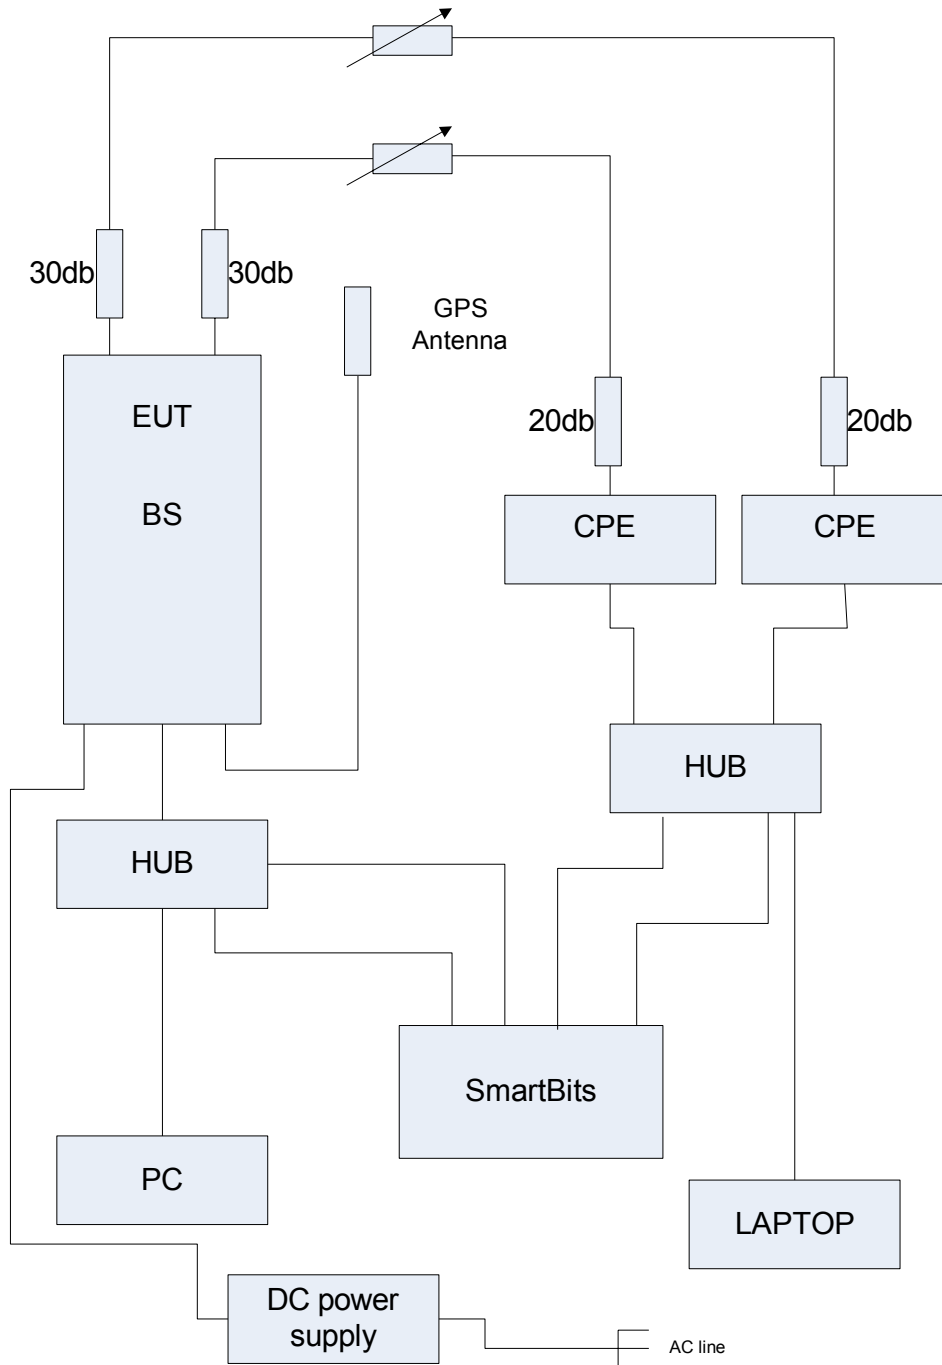 30db
30db
GPS
Antenna
EUT
BS
20db
20db
CPE
CPE
HUB
HUB
SmartBits
PC
LAPTOP
DC power
supply
AC line